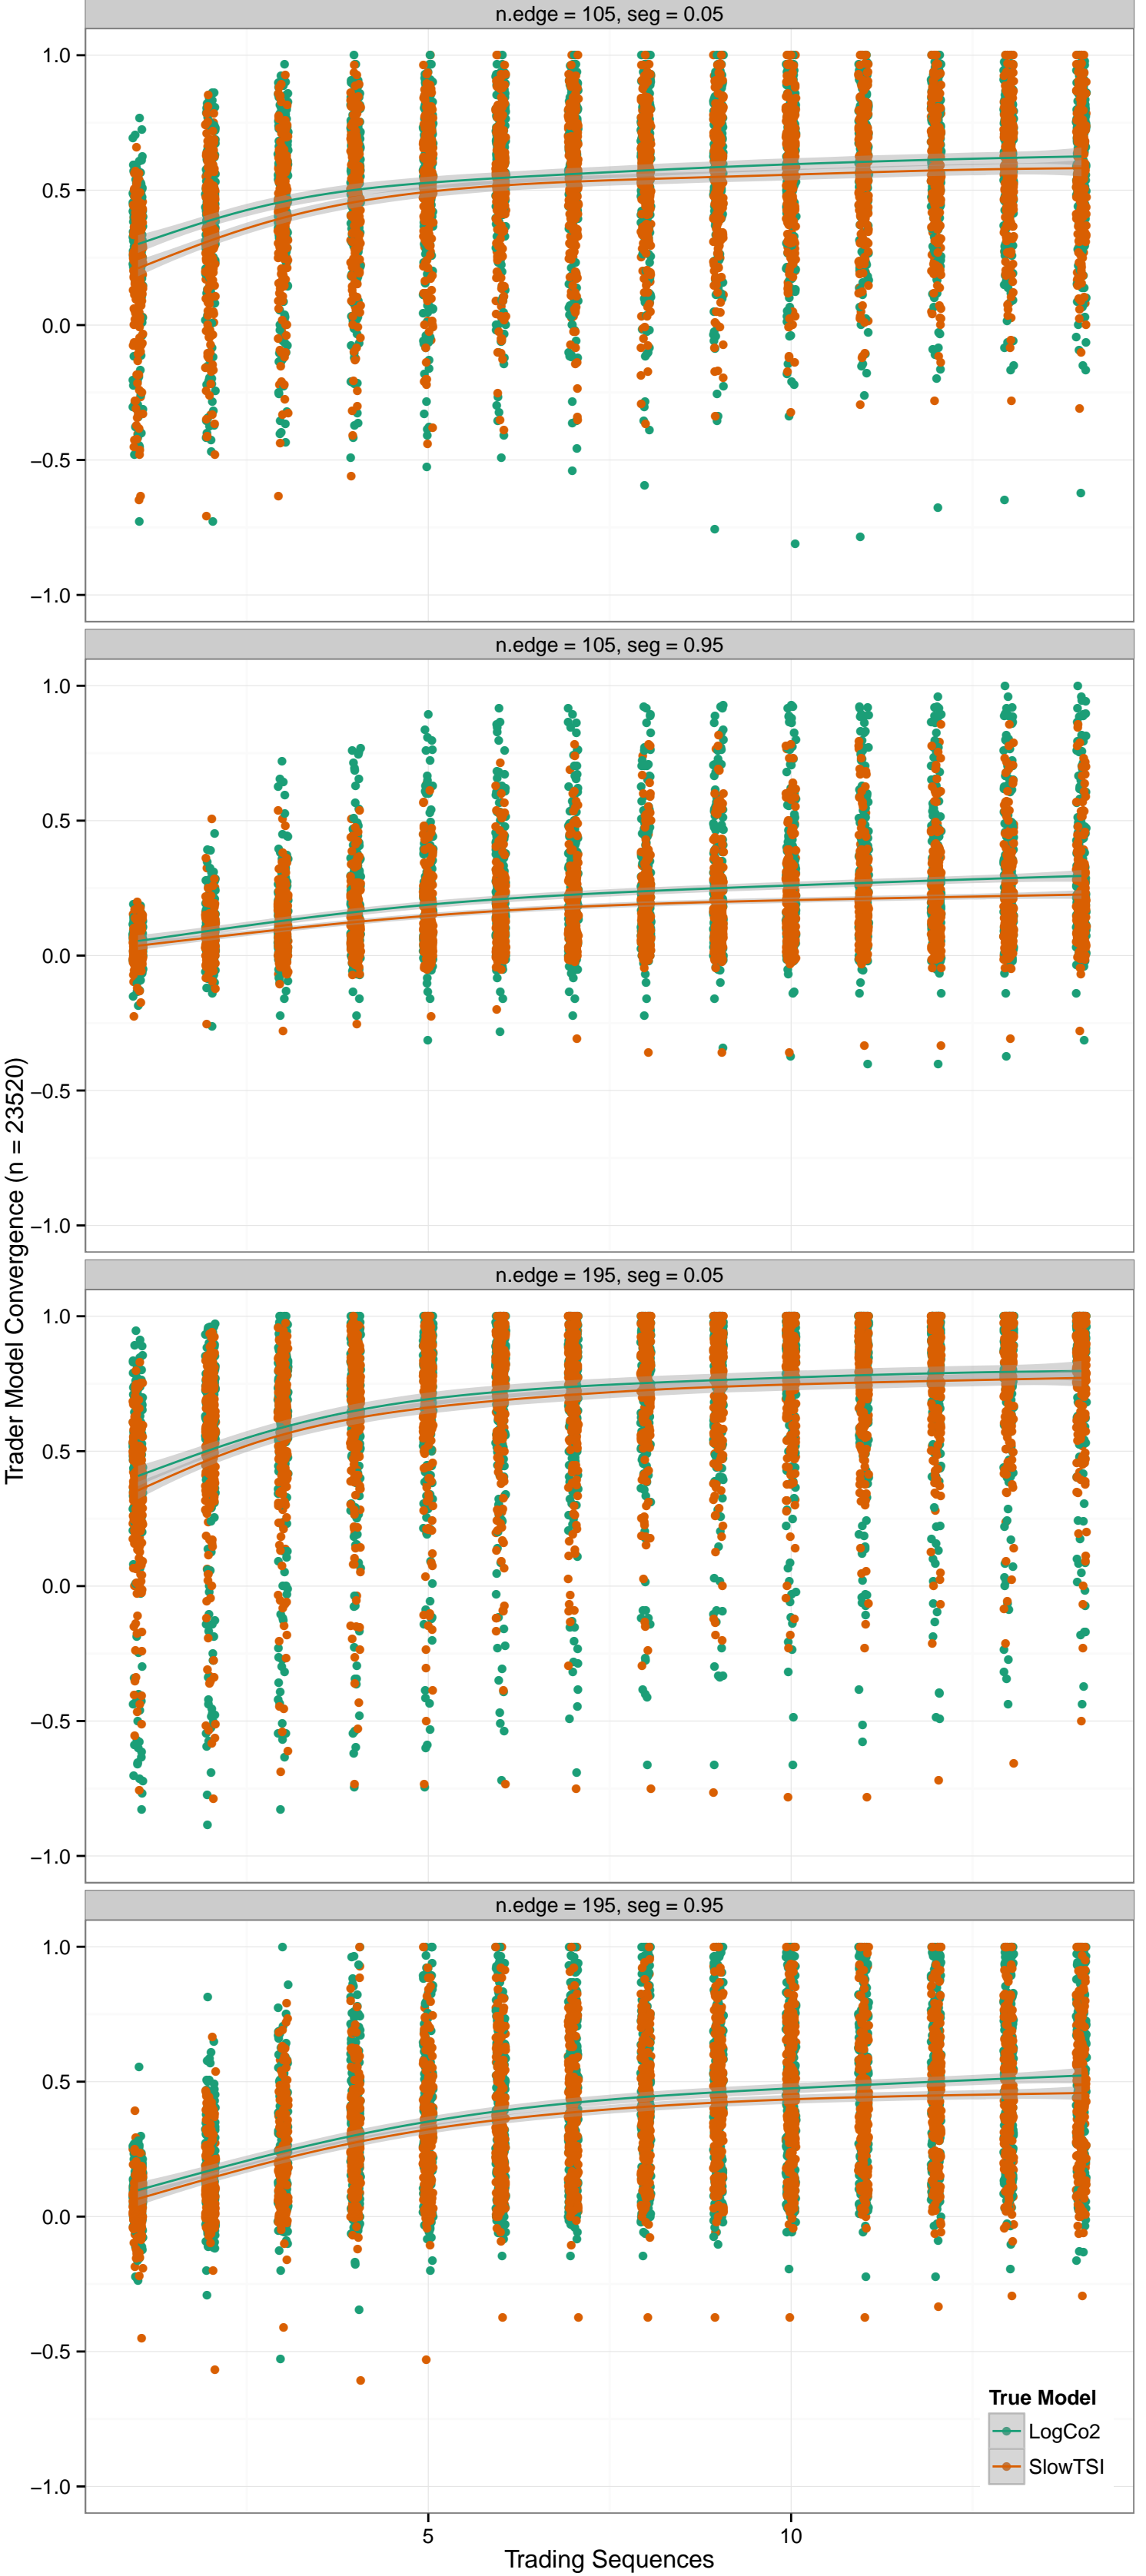 n.edge = 105, seg = 0.05
1.0
0.5
0.0
−0.5
−1.0
n.edge = 105, seg = 0.95
1.0
0.5
0.0
−0.5
−1.0
Trader Model Convergence (n = 23520)
n.edge = 195, seg = 0.05
1.0
0.5
0.0
−0.5
−1.0
n.edge = 195, seg = 0.95
1.0
0.5
0.0
−0.5
−1.0
True Model
LogCo2
SlowTSI
5 10
Trading Sequences